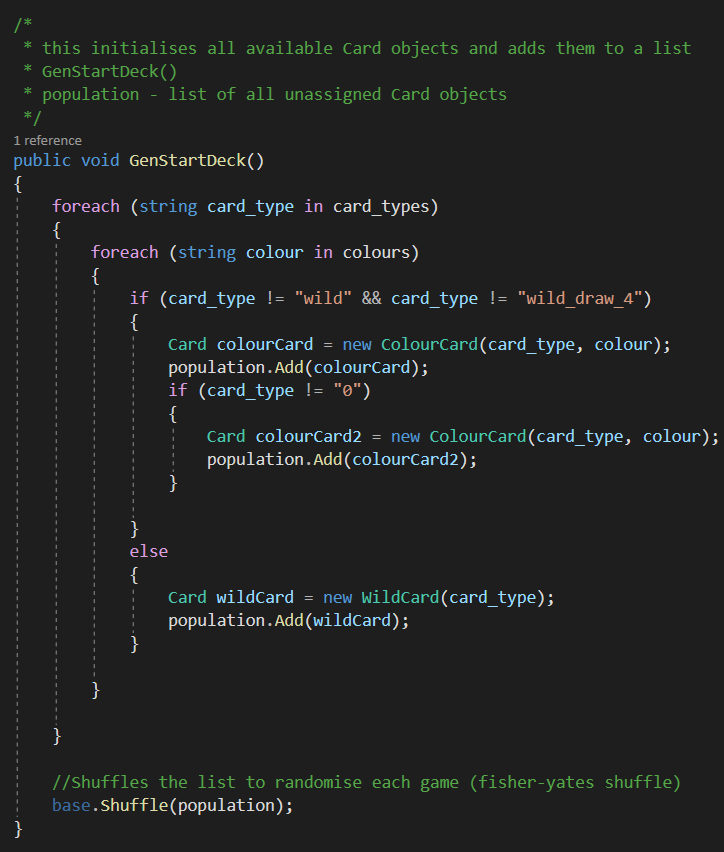 /*
* this initialises all available Card objects and adds them to a list
* GenStartDeck()
* population - list of all unassigned Card objects
*/
1 reference
public void GenStartDeck()
{
foreach (string card_type in card_types)
{
foreach (string colour in colours)
{
if (card_type != "wild" && card_type != "wild_draw_4")
{
Card colourCard = new ColourCard(card_type, colour);
population.Add(colourCard);
if (card_type != "0")
{
Card colourCard2 = new ColourCard(card_type, colour);
population.Add(colourCard2);
}
}
else
{
Card wildCard = new WildCard(card_type);
population.Add(wildCard);
}
}
}
//Shuffles the list to randomise each game (fisher-yates shuffle)
base.Shuffle(population);
}